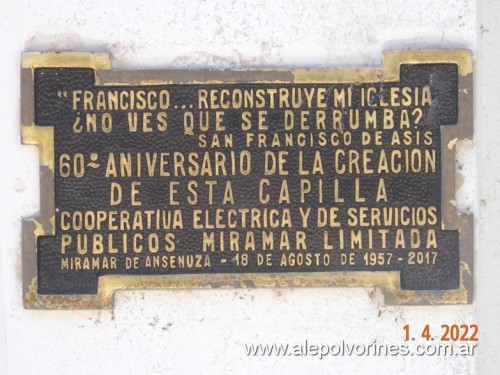 "FRANCISCO... RECONSTRUYE MI IGLESIA
¿NO VES QUE SE DERRUMBA?
SAN FRANCISCO DE ASIS
60º ANIVERSARIO DE LA CREACION
DE ESTA CAPILLA
COOPERATIVA ELECTRICA Y DE SERVICIOS
PUBLICOS MIRAMAR LIMITADA
MIRAMAR DE ANSENUZA - 18 DE AGOSTO DE 1957 - 2017
1. 4. 2022
www.alepolvorines.com.ar